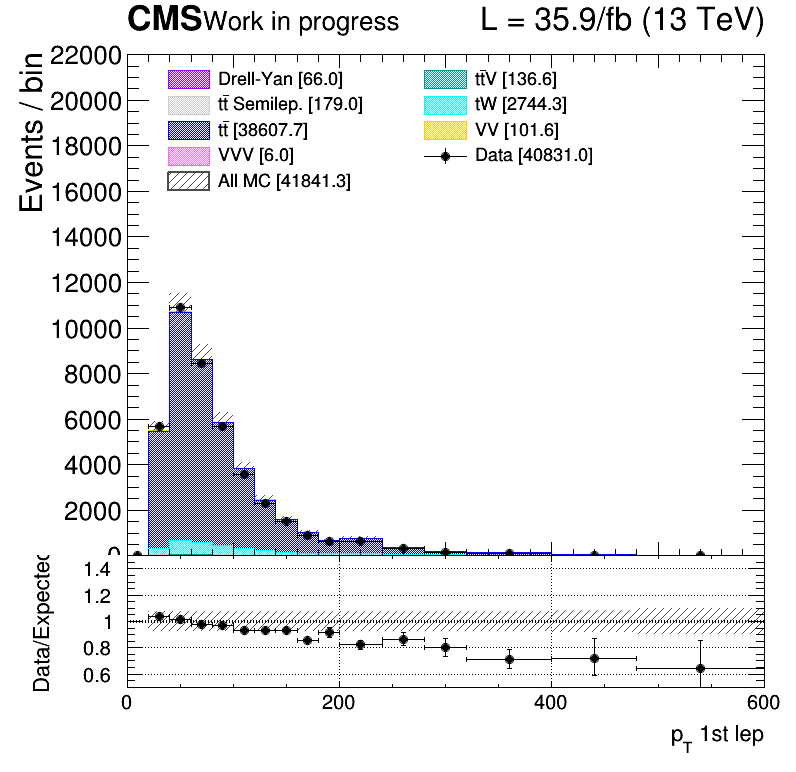 CMS Work in progress L = 35.9/fb (13 TeV)
Events / bin
22000
20000
18000
16000
14000
12000
10000
8000
6000
4000
2000
0
Drell-Yan [66.0]
tt̄V [136.6]
tt̄ Semilep. [179.0]
tW [2744.3]
tt̄ [38607.7]
VV [101.6]
VVV [6.0]
Data [40831.0]
All MC [41841.3]
Data/Expected
1.4
1.2
1
0.8
0.6
0 200 400 600
p_T 1st lep